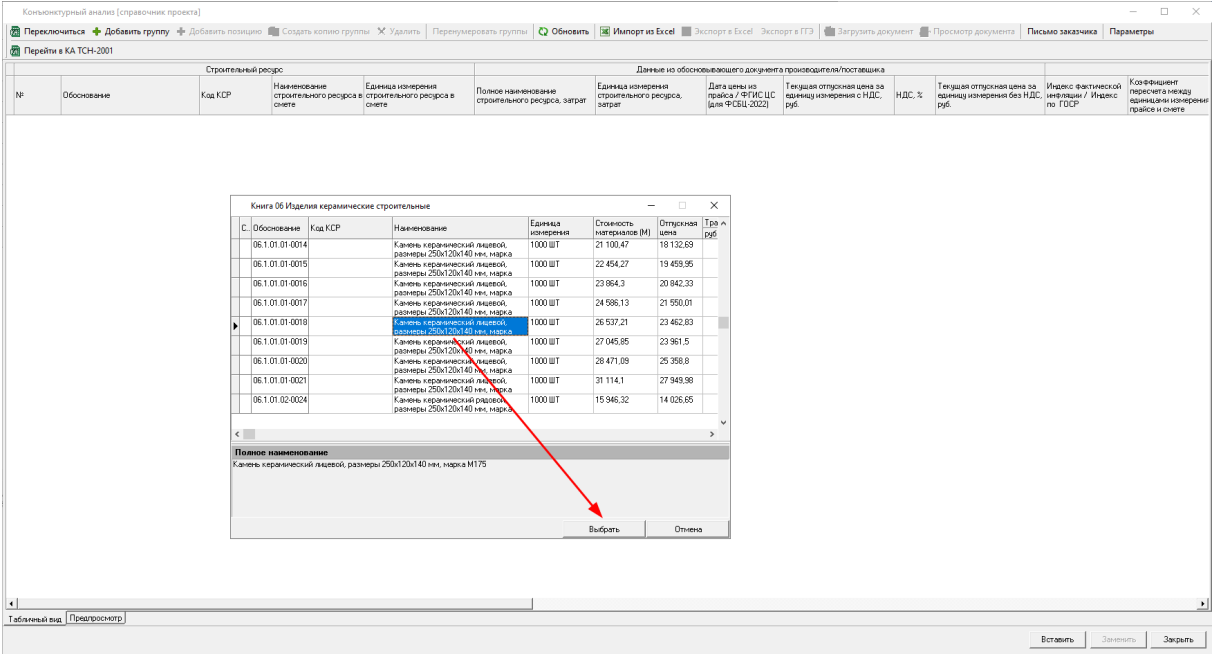 Конъюнктурный анализ [справочник проекта]
Переключиться Добавить группу Добавить позицию Создать копию группы Удалить Перенумеровать группы Обновить Импорт из Excel Экспорт в Excel Экспорт в ГГЭ Загрузить документ Просмотр документа Письмо заказчика Параметры
Перейти в КА ТСН-2001
Строительный ресурс Данные из обосновывающего документа производителя/поставщика
№ Обоснование Код КСР Наименование строительного ресурса в смете Единица измерения строительного ресурса в смете Полное наименование строительного ресурса, затрат Единица измерения строительного ресурса, затрат Дата цены из прайса / ФГИС ЦС (для ФСБЦ-2022) Текущая отпускная цена за единицу измерения с НДС, руб. НДС, % Текущая отпускная цена за единицу измерения без НДС, руб. Индекс фактической инфляции / Индекс по ГОСР Коэффициент пересчета между единицами измерения прайсе и смете
Книга 06 Изделия керамические строительные
С.. Обоснование Код КСР Наименование Единица измерения Стоимость материалов (М) Отпускная цена Тра руб
06.1.01.01-0014 Камень керамический лицевой, размеры 250х120х140 мм, марка 1000 ШТ 21 100,47 18 132,69
06.1.01.01-0015 Камень керамический лицевой, размеры 250х120х140 мм, марка 1000 ШТ 22 454,27 19 459,95
06.1.01.01-0016 Камень керамический лицевой, размеры 250х120х140 мм, марка 1000 ШТ 23 864,3 20 842,33
06.1.01.01-0017 Камень керамический лицевой, размеры 250х120х140 мм, марка 1000 ШТ 24 586,13 21 550,01
06.1.01.01-0018 Камень керамический лицевой, размеры 250х120х140 мм, марка 1000 ШТ 26 537,21 23 462,83
06.1.01.01-0019 Камень керамический лицевой, размеры 250х120х140 мм, марка 1000 ШТ 27 045,85 23 961,5
06.1.01.01-0020 Камень керамический лицевой, размеры 250х120х140 мм, марка 1000 ШТ 28 471,09 25 358,8
06.1.01.01-0021 Камень керамический лицевой, размеры 250х120х140 мм, марка 1000 ШТ 31 114,1 27 949,98
06.1.01.02-0024 Камень керамический рядовой, размеры 250х120х140 мм, марка 1000 ШТ 15 946,32 14 026,65
Полное наименование
Камень керамический лицевой, размеры 250х120х140 мм, марка М175
Выбрать Отмена
Табличный вид Предпросмотр
Вставить Заменить Закрыть